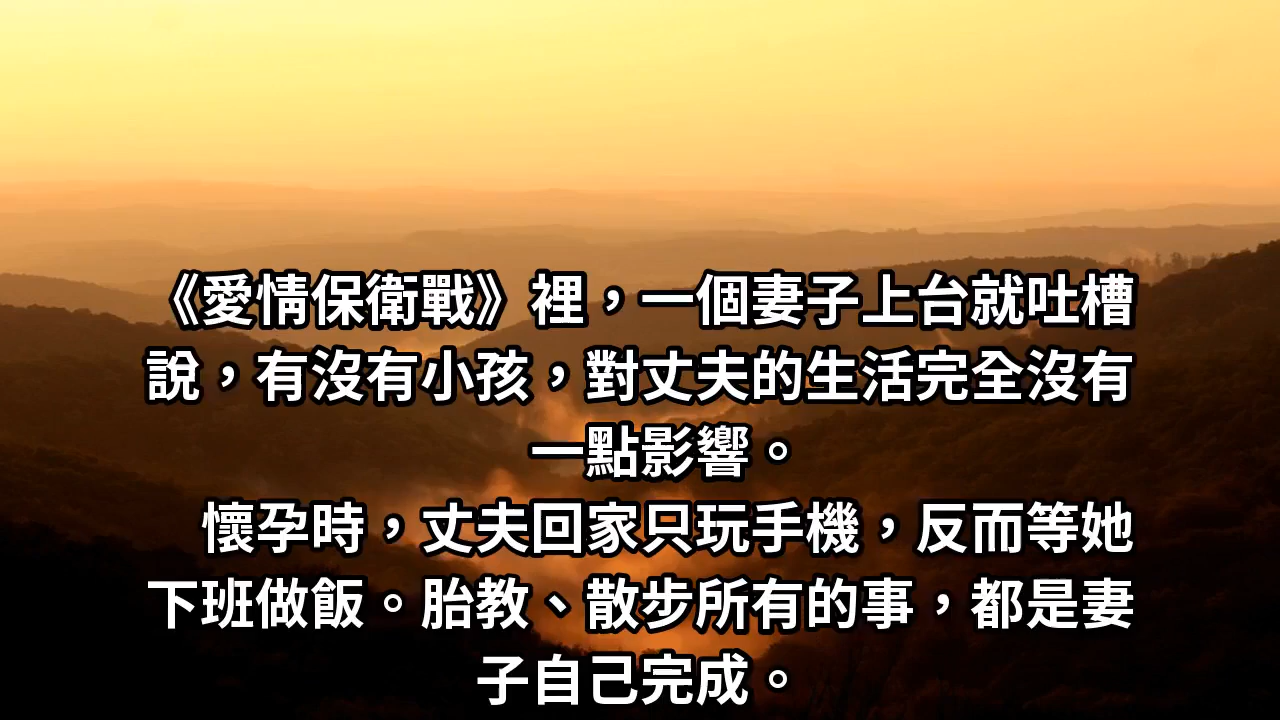 《愛情保衛戰》裡，一個妻子上台就吐槽
說，有沒有小孩，對丈夫的生活完全沒有
一點影響。
懷孕時，丈夫回家只玩手機，反而等她
下班做飯。胎教、散步所有的事，都是妻
子自己完成。